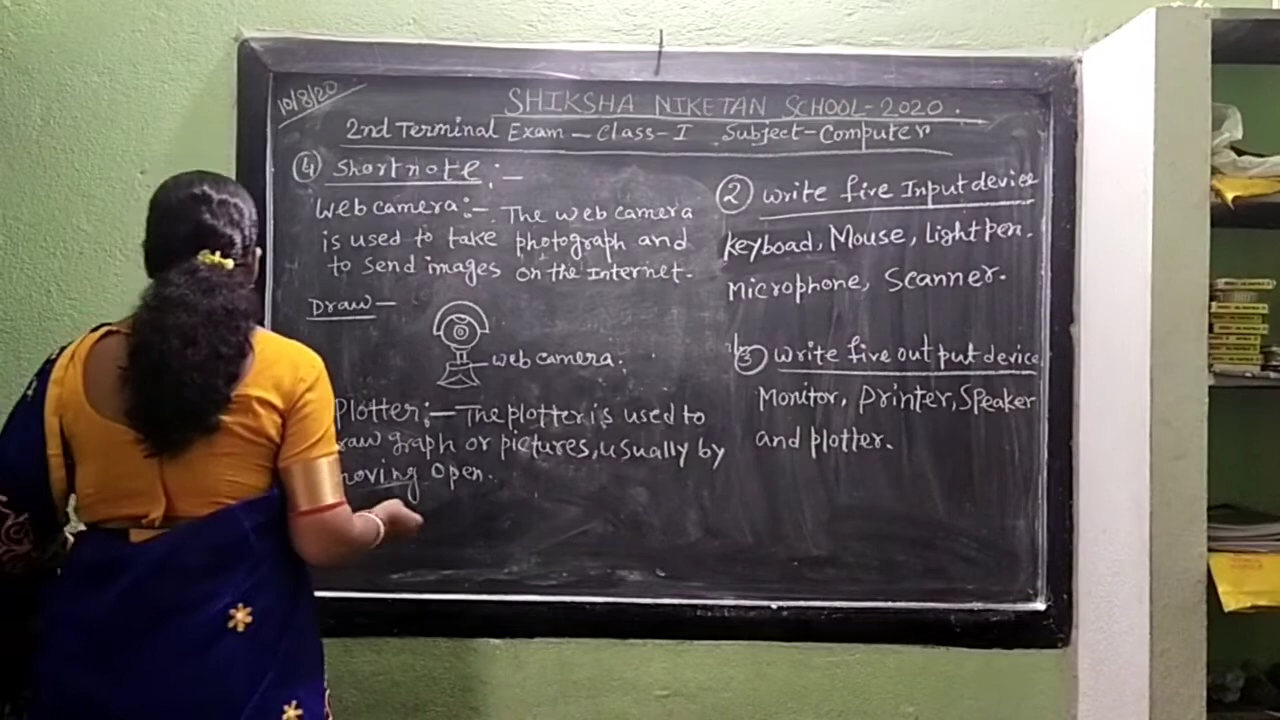 10/8/20
SHIKSHA NIKETAN SCHOOL-2020.
2nd Terminal Exam - Class-I Subject-Computer
④ Shortnote :-
Web camera:- The web camera
is used to take photograph and
to send images on the Internet.
Draw -
web camera.
Plotter:- The plotter is used to
raw graph or pictures, usually by
moving open.
② Write five Input device
keyboad, Mouse, Light pen.
Microphone, Scanner.
③ Write five out put device
Monitor, Printer, Speaker
and plotter.